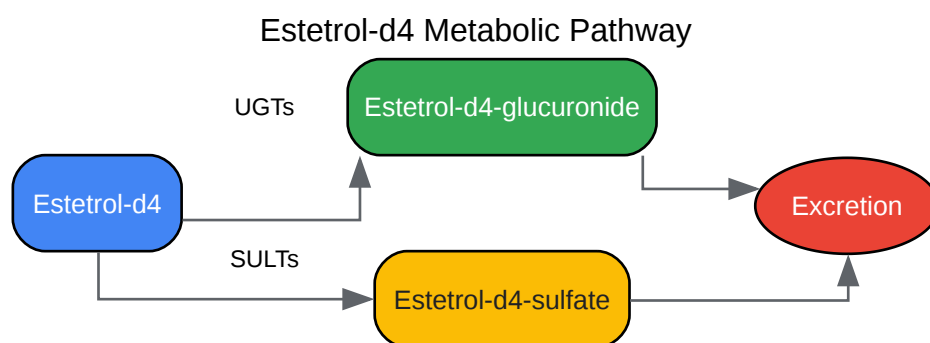 Estetrol-d4 Metabolic Pathway
UGTs
Estetrol-d4-glucuronide
Estetrol-d4
Excretion
SULTs
Estetrol-d4-sulfate